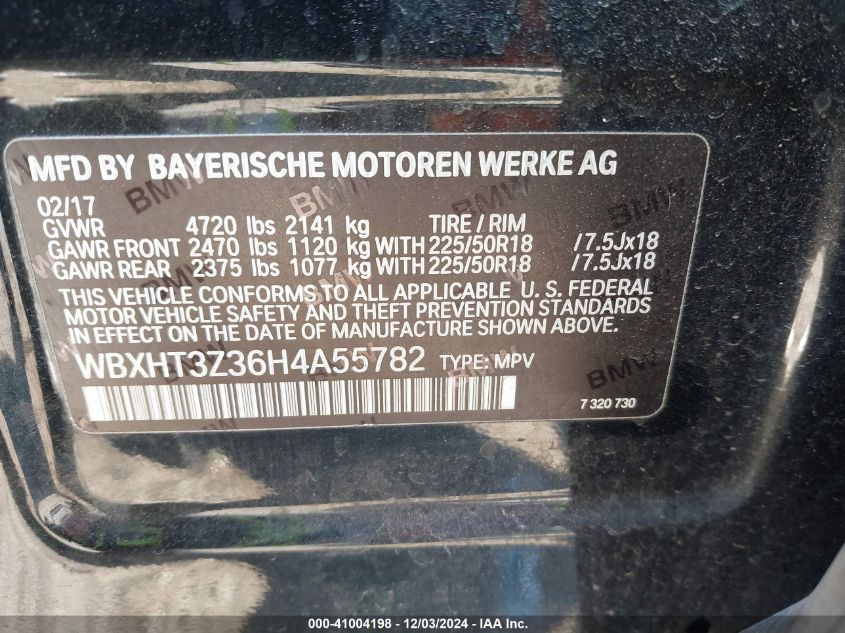 MFD BY BAYERISCHE MOTOREN WERKE AG
02/17
GVWR 4720 lbs 2141 kg TIRE / RIM
GAWR FRONT 2470 lbs 1120 kg WITH 225/50R18 /7.5Jx18
GAWR REAR 2375 lbs 1077 kg WITH 225/50R18 /7.5Jx18
THIS VEHICLE CONFORMS TO ALL APPLICABLE U. S. FEDERAL
MOTOR VEHICLE SAFETY AND THEFT PREVENTION STANDARDS
IN EFFECT ON THE DATE OF MANUFACTURE SHOWN ABOVE.
WBXHT3Z36H4A55782 TYPE: MPV
7 320 730
000-41004198 - 12/03/2024 - IAA Inc.